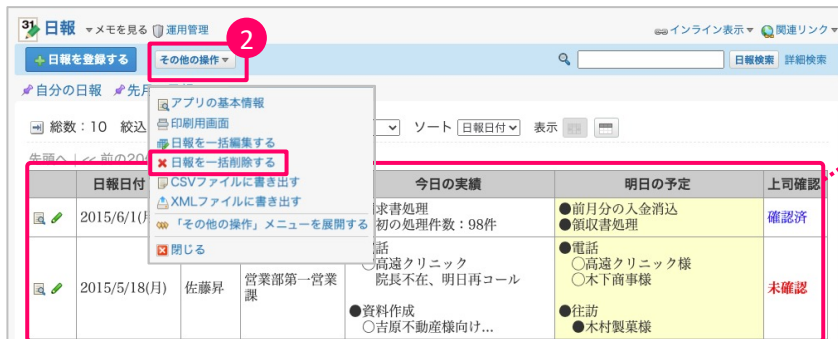 31 日報 ▼メモを見る 運用管理 インライン表示▼ 関連リンク▼
2
日報を登録する その他の操作▼ 日報検索 詳細検索
自分の日報 先月
アプリの基本情報
総数：10 絞込 印刷用画面 ソート 日報日付 表示
日報を一括編集する
先頭へ | << 前の20 日報を一括削除する
日報日付 CSVファイルに書き出す 今日の実績 明日の予定 上司確認
XMLファイルに書き出す
2015/6/1( 求書処理 ●前月分の入金消込 確認済
「その他の操作」メニューを展開する 初の処理件数：98件 ●領収書処理
閉じる
話 ●電話
○高遠クリニック ○高遠クリニック様
2015/5/18(月) 佐藤昇 営業部第一営業課 院長不在、明日再コール ○木下商事様 未確認
●資料作成 ●往訪
○吉原不動産様向け... ●木村製菓様